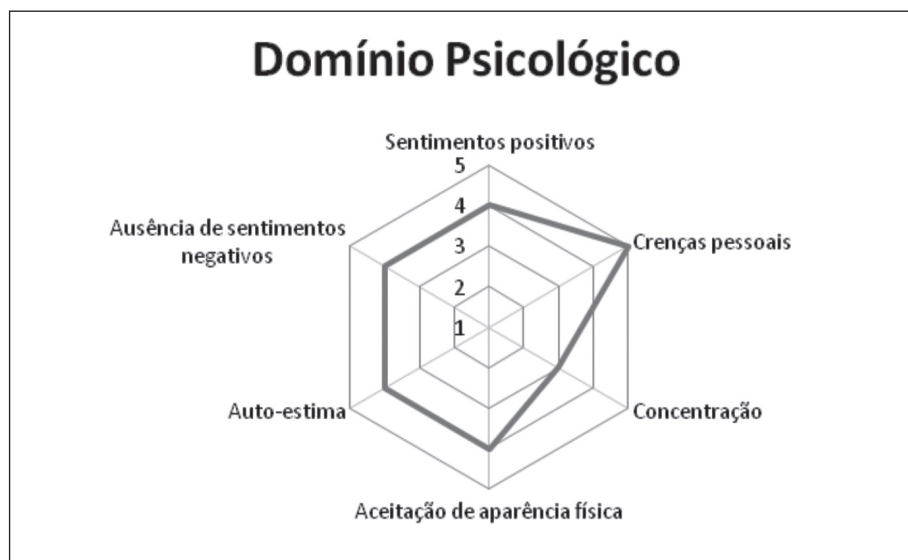 Domínio Psicológico
Sentimentos positivos
5
4
3
2
1
Ausência de sentimentos
negativos
Crenças pessoais
Auto-estima
Concentração
Aceitação de aparência física